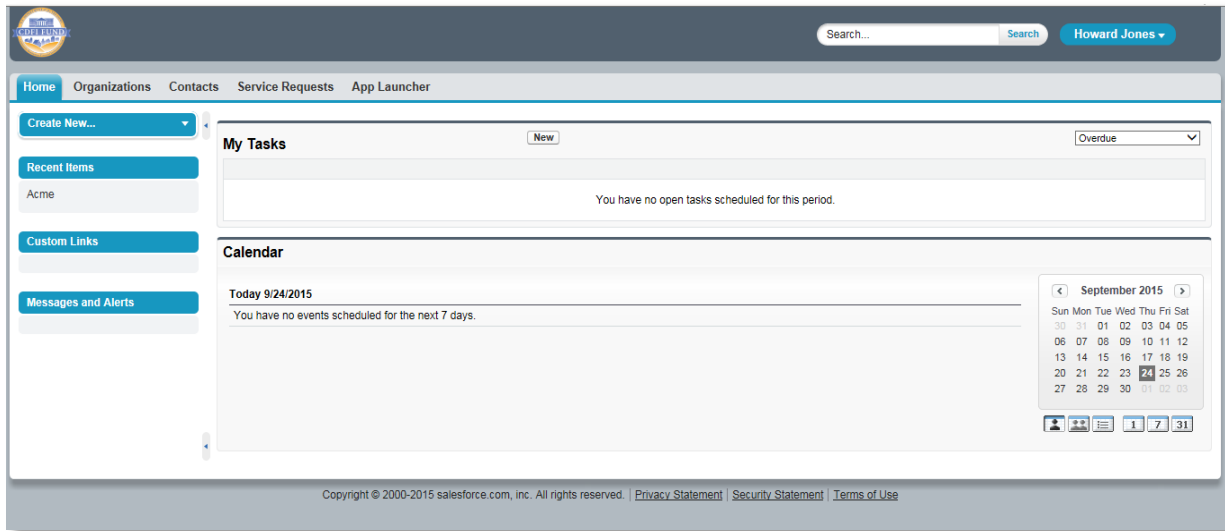 CDFI FUND
Search... Search Howard Jones
Home Organizations Contacts Service Requests App Launcher
Create New...
My Tasks New Overdue
Recent Items
Acme
You have no open tasks scheduled for this period.
Custom Links
Calendar
Messages and Alerts
Today 9/24/2015
You have no events scheduled for the next 7 days.
< September 2015 >
Sun Mon Tue Wed Thu Fri Sat
30 31 01 02 03 04 05
06 07 08 09 10 11 12
13 14 15 16 17 18 19
20 21 22 23 24 25 26
27 28 29 30 01 02 03
1 7 31
Copyright © 2000-2015 salesforce.com, inc. All rights reserved. | Privacy Statement | Security Statement | Terms of Use